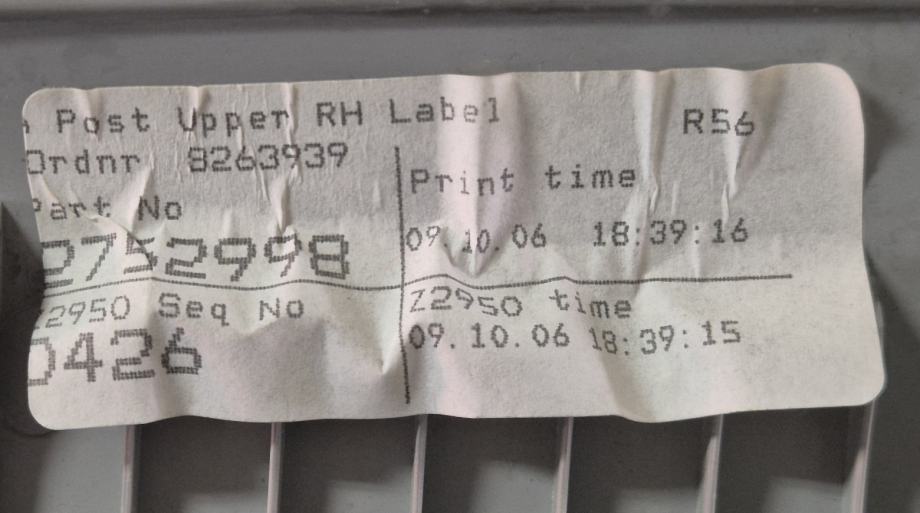 Post Upper RH Label R56
Ordnr 8263939
Print time
Part No
2752998
09.10.06 18:39:16
Z2950 Seq No
Z2950 time
0426
09.10.06 18:39:15